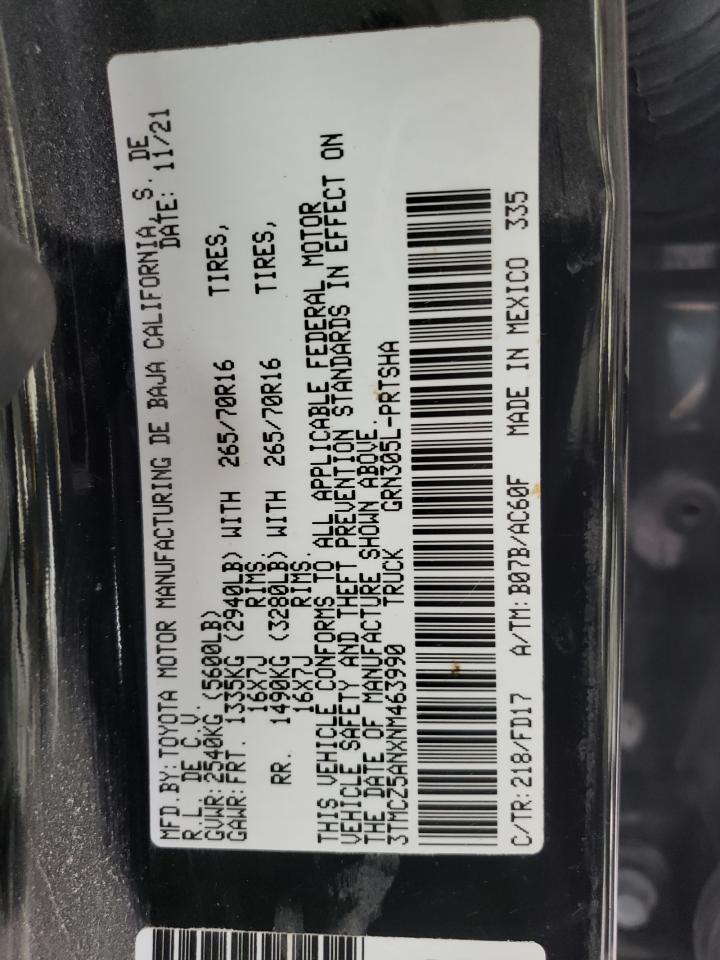 MFD.BY: TOYOTA MOTOR MANUFACTURING DE BAJA CALIFORNIA, S. DE
R L. DE C.V. DATE: 11/21
GVWR: 2540KG (5600LB)
GAWR: FRT. 1335KG (2940LB) WITH 265/70R16 TIRES,
16X7J RIMS.
RR. 1490KG (3280LB) WITH 265/70R16 TIRES,
16X7J RIMS.
THIS VEHICLE CONFORMS TO ALL APPLICABLE FEDERAL MOTOR
VEHICLE SAFETY AND THEFT PREVENTION STANDARDS IN EFFECT ON
THE DATE OF MANUFACTURE SHOWN ABOVE.
3TMCZ5ANXNM463990 TRUCK GRN305L-PRTSHA
C/TR: 218/FD17 A/TM: B07B/AC60F MADE IN MEXICO 335